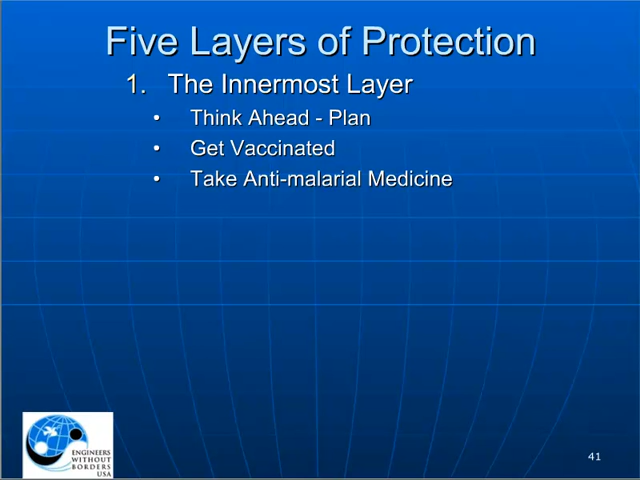 Five Layers of Protection
1. The Innermost Layer
• Think Ahead - Plan
• Get Vaccinated
• Take Anti-malarial Medicine
ENGINEERS
WITHOUT
BORDERS
USA
41